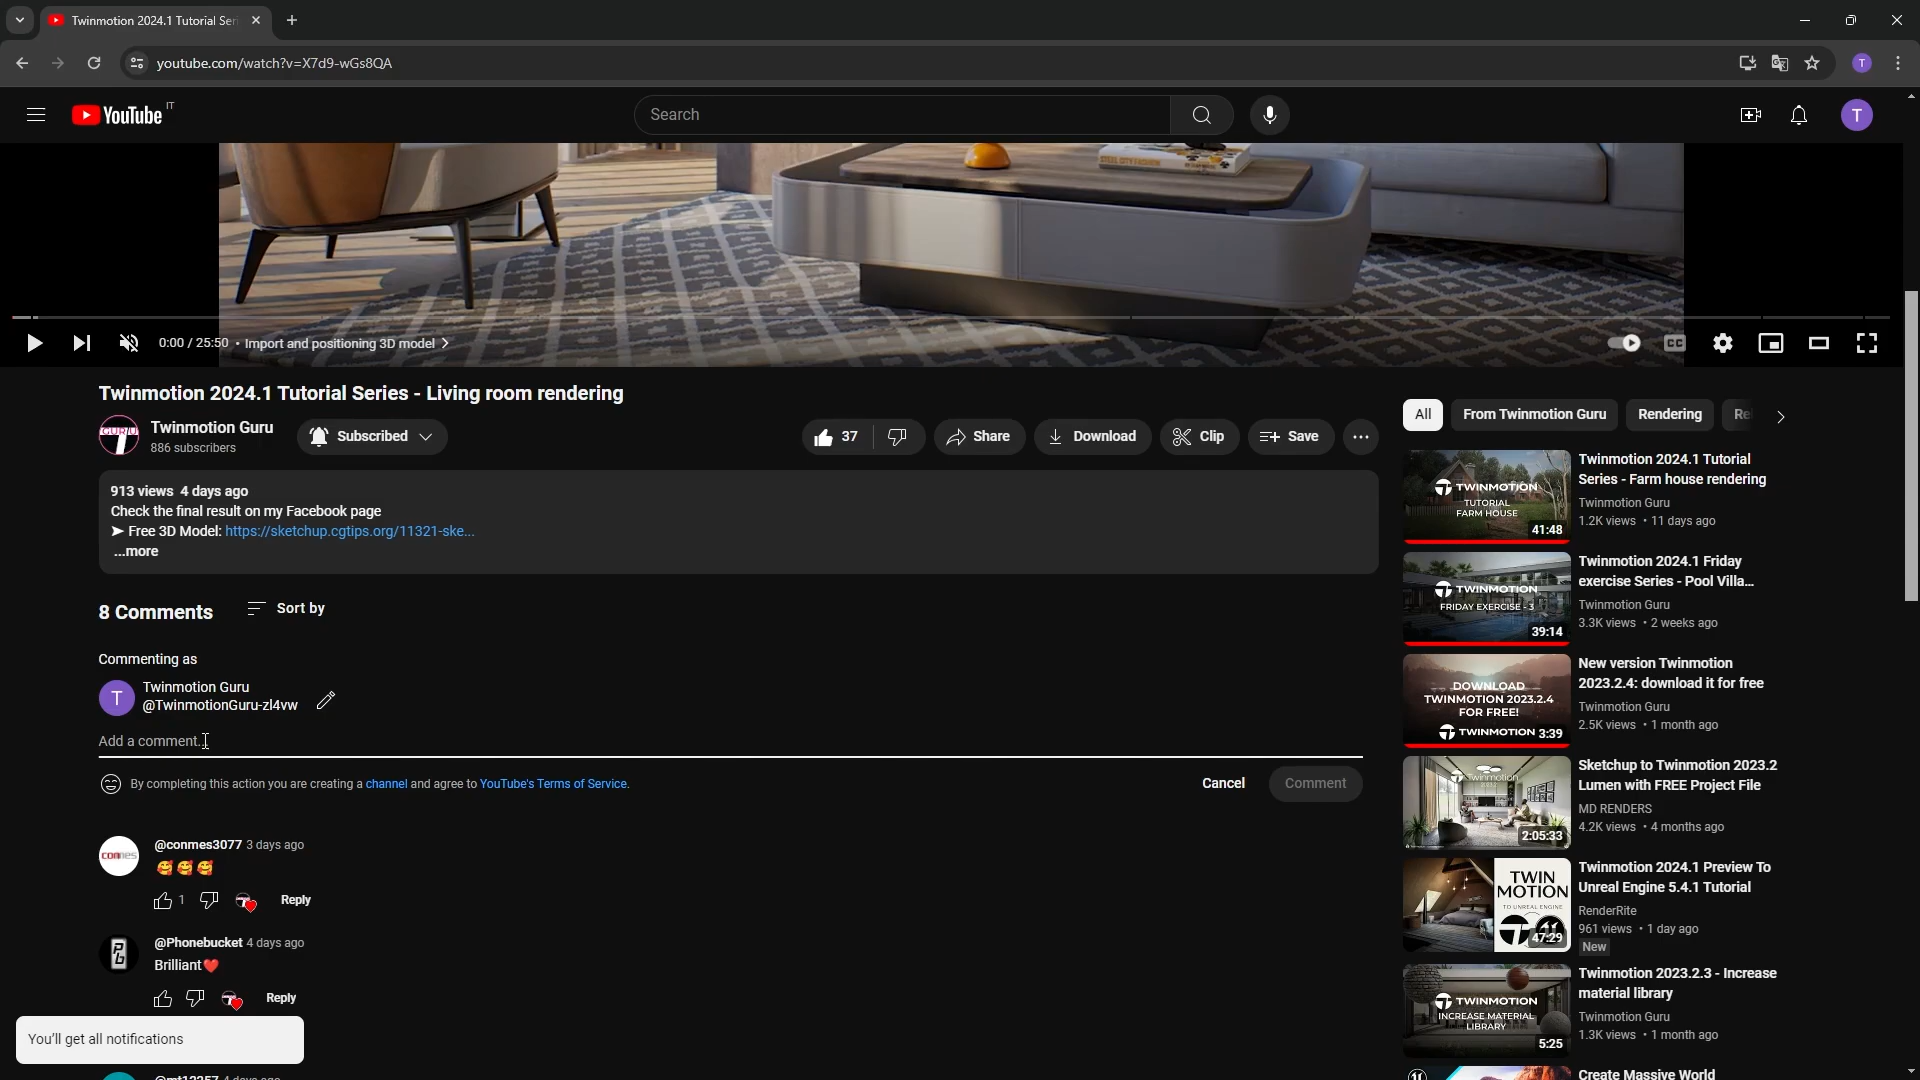 Twinmotion 2024.1 Tutorial Seri
youtube.com/watch?v=X7d9-wGs8QA
T
YouTube IT
Search
T
STEEL CITY FASHION
0:00 / 25:50 • Import and positioning 3D model
CC
Twinmotion 2024.1 Tutorial Series - Living room rendering
GURU
Twinmotion Guru
886 subscribers
Subscribed
37
Share
Download
Clip
Save
913 views 4 days ago
Check the final result on my Facebook page
➤ Free 3D Model: https://sketchup.cgtips.org/11321-ske...
...more
8 Comments
Sort by
Commenting as
T
Twinmotion Guru
@TwinmotionGuru-zl4vw
Add a comment..
By completing this action you are creating a channel and agree to YouTube's Terms of Service.
Cancel
Comment
conmes
@conmes3077 3 days ago
🥰🥰🥰
1
Reply
@Phonebucket 4 days ago
Brilliant❤️
Reply
You'll get all notifications
All
From Twinmotion Guru
Rendering
Re
TWINMOTION
TUTORIAL
FARM HOUSE
41:48
Twinmotion 2024.1 Tutorial
Series - Farm house rendering
Twinmotion Guru
1.2K views • 11 days ago
TWINMOTION
FRIDAY EXERCISE - 3
39:14
Twinmotion 2024.1 Friday
exercise Series - Pool Villa...
Twinmotion Guru
3.3K views • 2 weeks ago
DOWNLOAD
TWINMOTION 2023.2.4
FOR FREE!
TWINMOTION
3:39
New version Twinmotion
2023.2.4: download it for free
Twinmotion Guru
2.5K views • 1 month ago
Twinmotion
2:05:33
Sketchup to Twinmotion 2023.2
Lumen with FREE Project File
MD RENDERS
4.2K views • 4 months ago
TWIN
MOTION
TO UNREAL ENGINE
47:29
Twinmotion 2024.1 Preview To
Unreal Engine 5.4.1 Tutorial
RenderRite
961 views • 1 day ago
New
TWINMOTION
INCREASE MATERIAL
LIBRARY
5:25
Twinmotion 2023.2.3 - Increase
material library
Twinmotion Guru
1.3K views • 1 month ago
Create Massive World